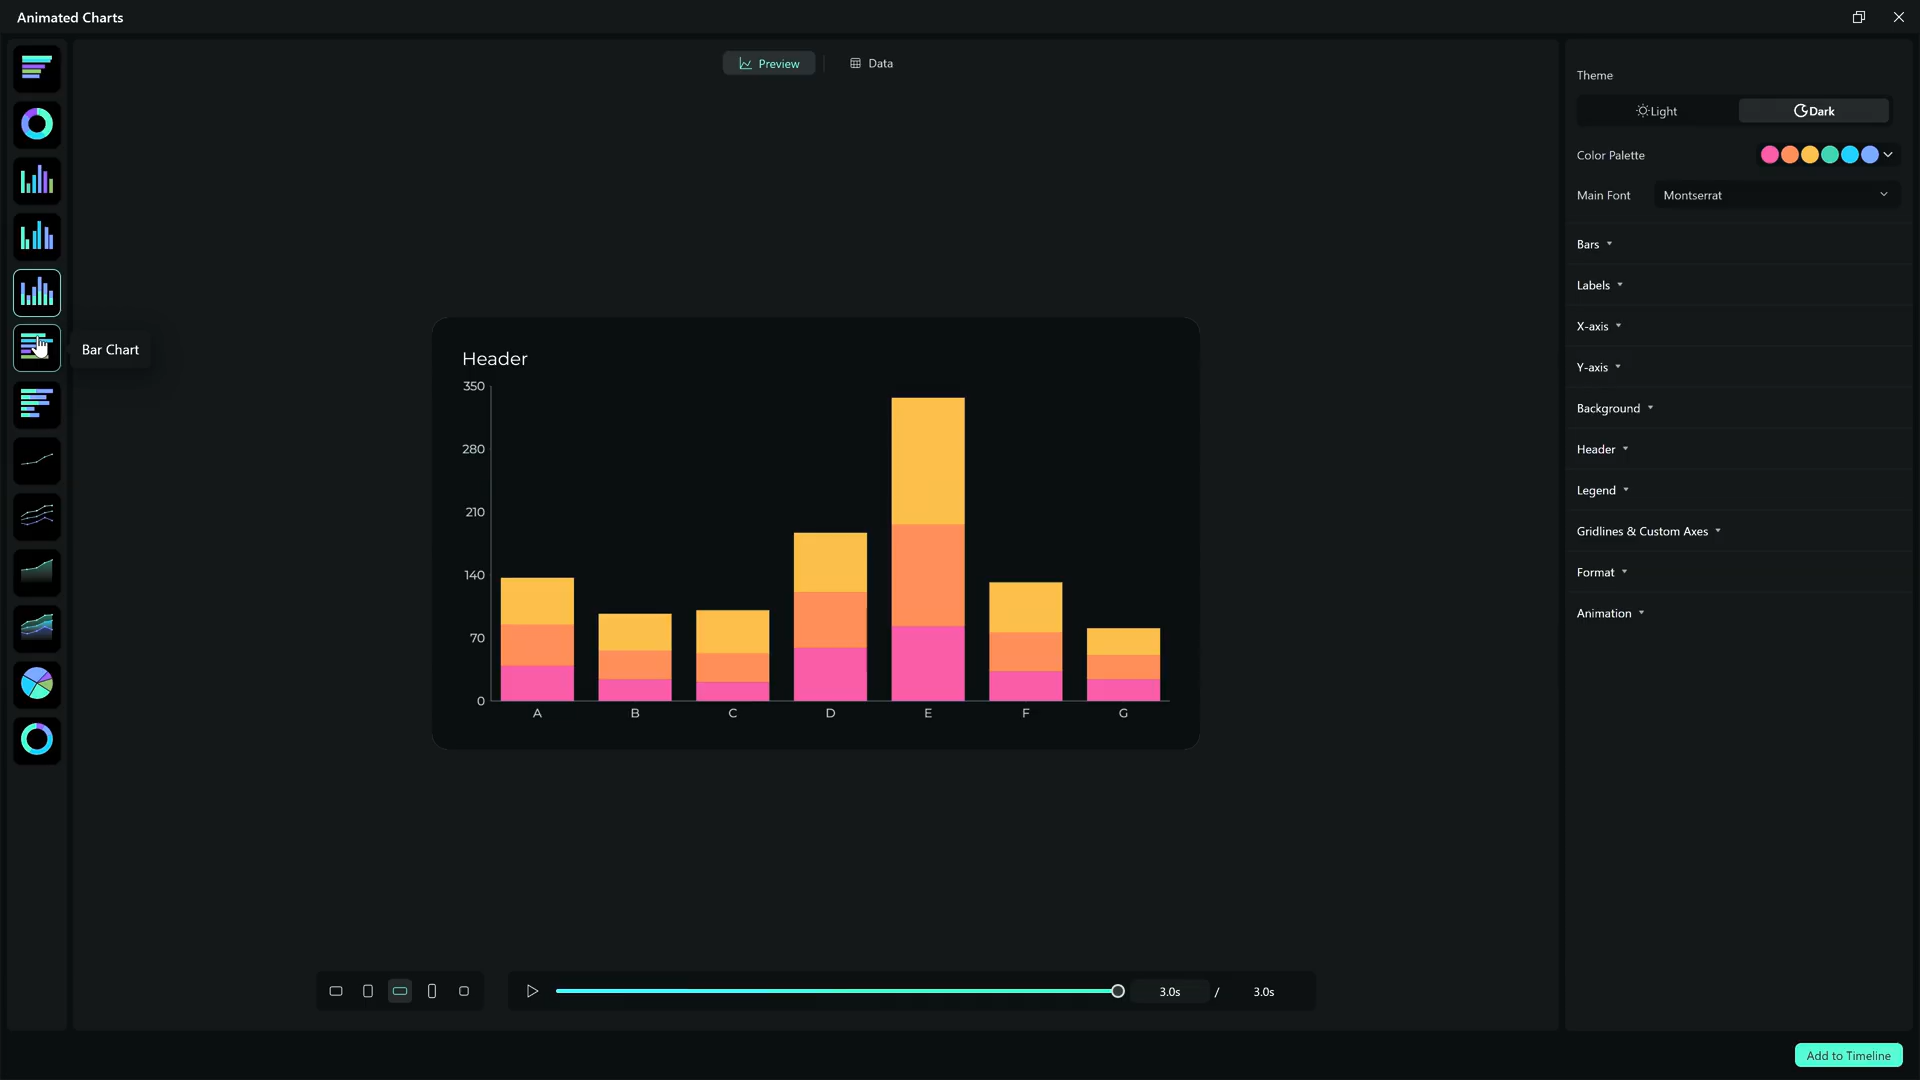 Animated Charts
Preview
Data
Bar Chart
Header
350
280
210
140
70
0
A B C D E F G
3.0s / 3.0s
Theme
Light
Dark
Color Palette
Main Font
Montserrat
Bars
Labels
X-axis
Y-axis
Background
Header
Legend
Gridlines & Custom Axes
Format
Animation
Add to Timeline